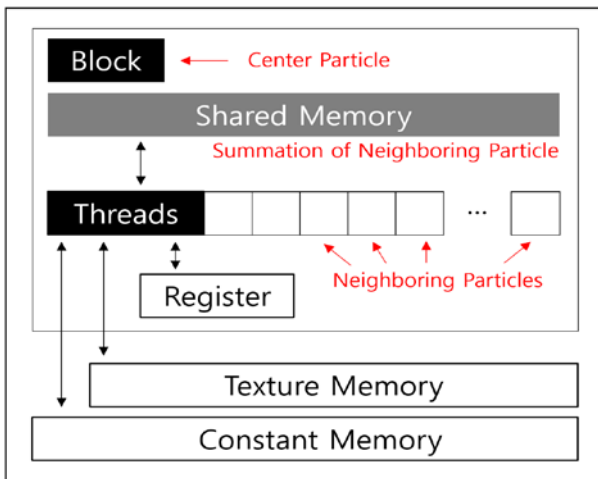 Block
Center Particle
Shared Memory
Summation of Neighboring Particle
Threads
...
Neighboring Particles
Register
Texture Memory
Constant Memory